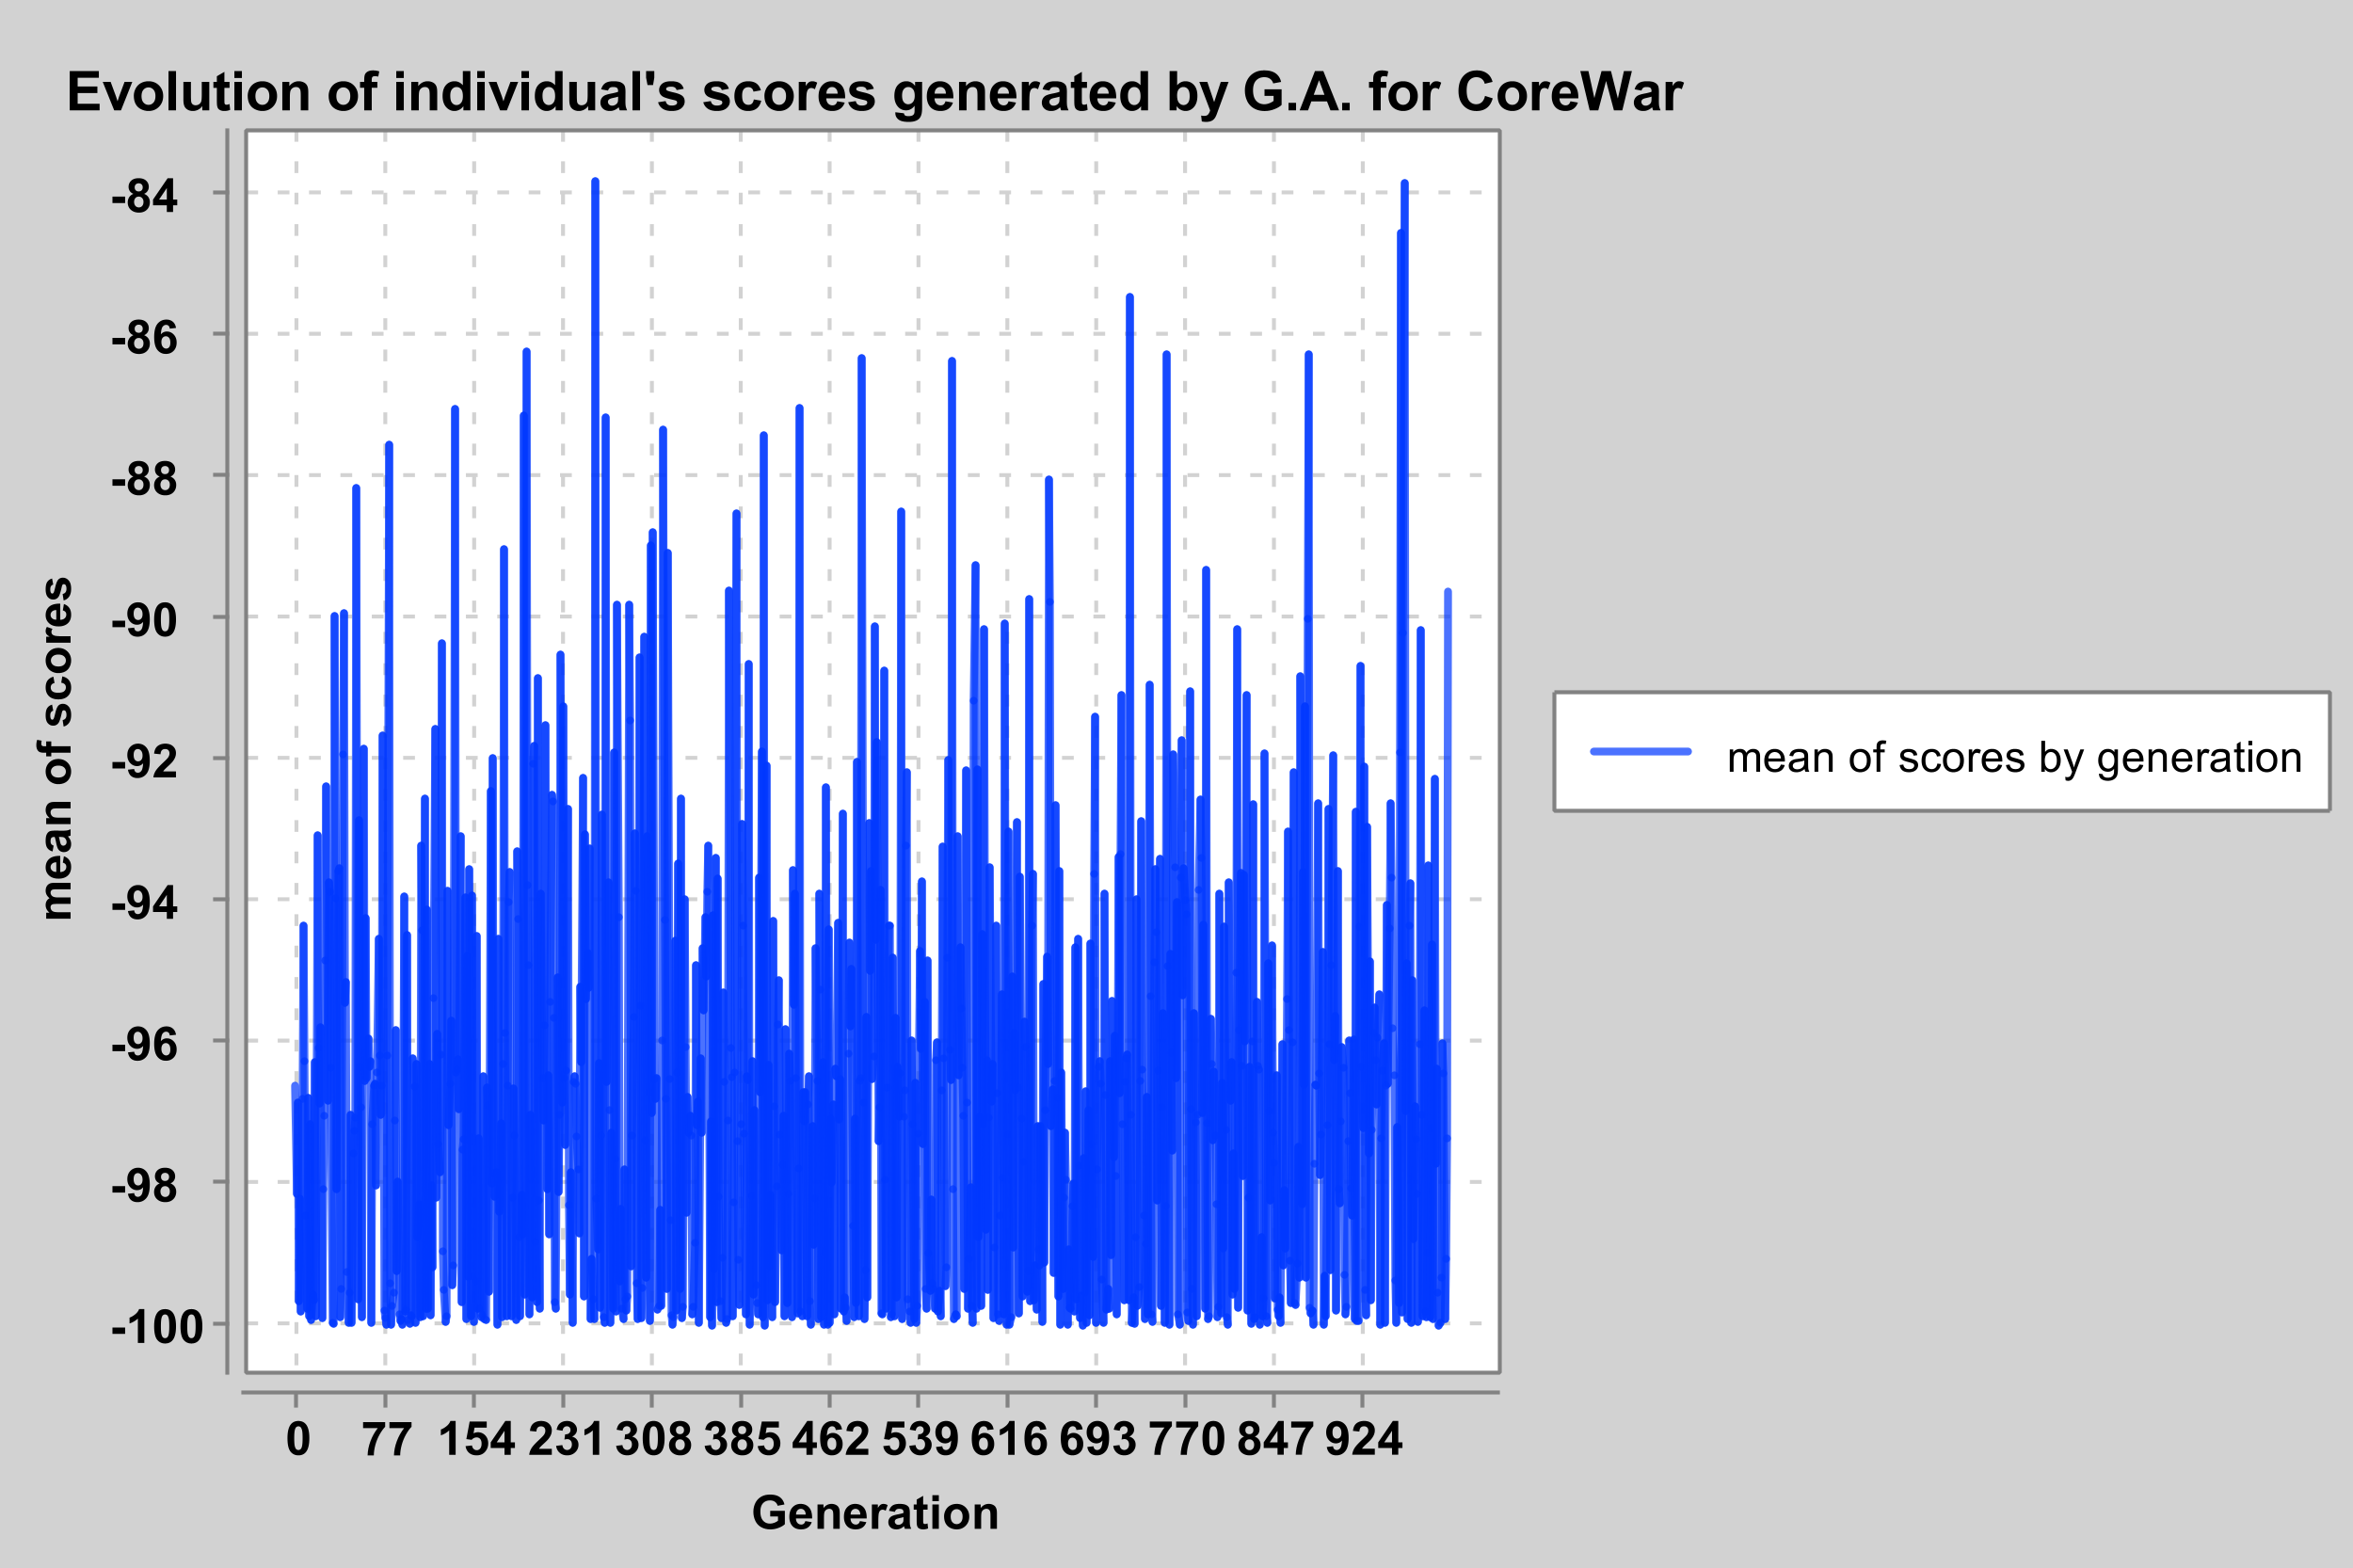 Evolution of individual's scores generated by G.A. for CoreWar
-84
-86
-88
-90
-92
-94
-96
-98
-100
mean of scores
0 77 154 231 308 385 462 539 616 693 770 847 924
Generation
mean of scores by generation